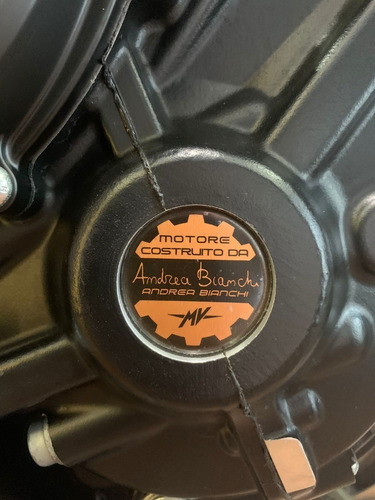 MOTORE
COSTRUITO DA
Andrea Bianchi
ANDREA BIANCHI
MV